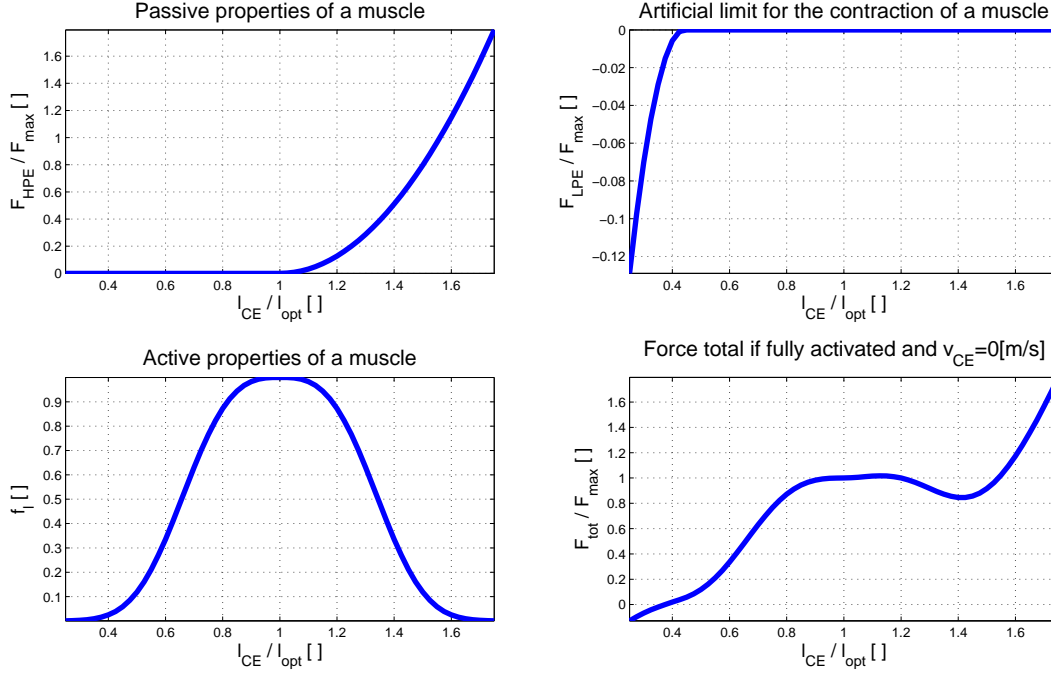 Passive properties of a muscle
F_HPE / F_max [ ]
1.6
1.4
1.2
1
0.8
0.6
0.4
0.2
0
0.4 0.6 0.8 1 1.2 1.4 1.6
l_CE / l_opt [ ]
Artificial limit for the contraction of a muscle
F_LPE / F_max [ ]
0
−0.02
−0.04
−0.06
−0.08
−0.1
−0.12
0.4 0.6 0.8 1 1.2 1.4 1.6
l_CE / l_opt [ ]
Active properties of a muscle
f_l [ ]
0.9
0.8
0.7
0.6
0.5
0.4
0.3
0.2
0.1
0.4 0.6 0.8 1 1.2 1.4 1.6
l_CE / l_opt [ ]
Force total if fully activated and v_CE=0[m/s]
F_tot / F_max [ ]
1.6
1.4
1.2
1
0.8
0.6
0.4
0.2
0
0.4 0.6 0.8 1 1.2 1.4 1.6
l_CE / l_opt [ ]